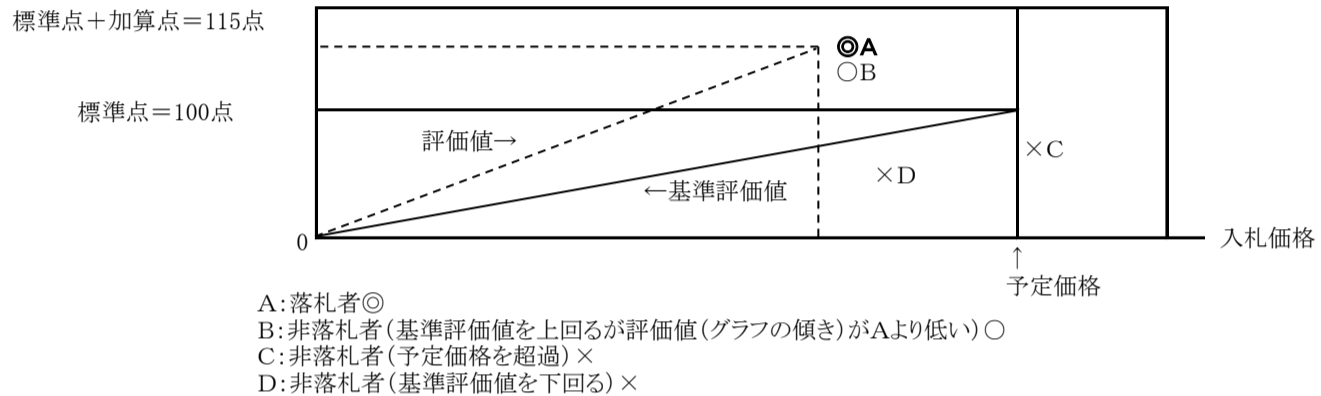 標準点＋加算点＝115点
◎A
○B
標準点＝100点
評価値→
×C
×D
←基準評価値
0
入札価格
↑
予定価格
A：落札者◎
B：非落札者（基準評価値を上回るが評価値（グラフの傾き）がAより低い）○
C：非落札者（予定価格を超過）×
D：非落札者（基準評価値を下回る）×